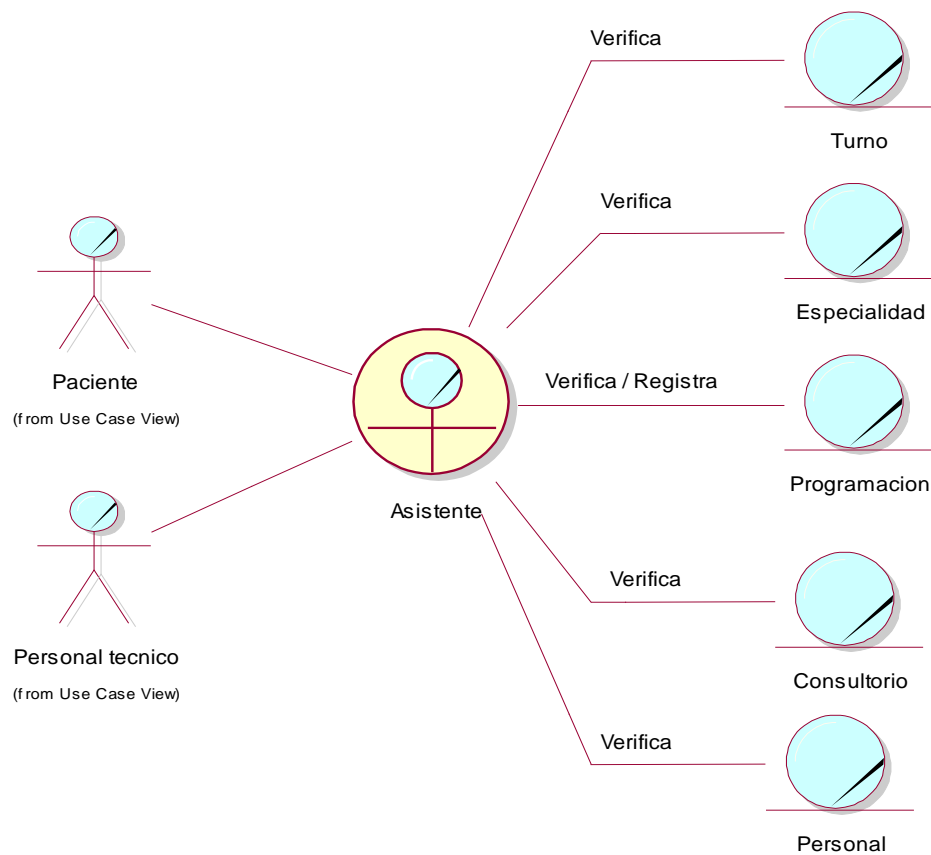 Verifica
Turno
Verifica
Especialidad
Paciente
(from Use Case View)
Verifica / Registra
Programacion
Asistente
Personal tecnico
(from Use Case View)
Verifica
Consultorio
Verifica
Personal